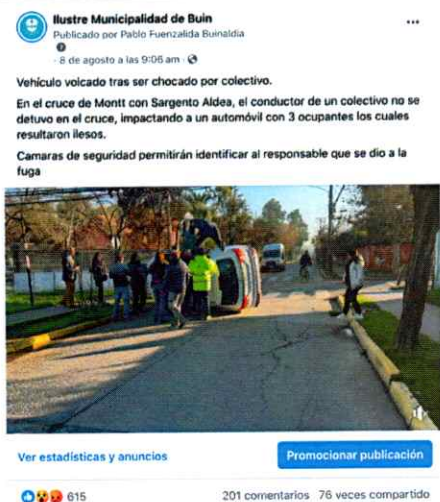 Ilustre Municipalidad de Buin
Publicado por Pablo Fuenzalida Buinaldia
· 8 de agosto a las 9:06 am ·
Vehículo volcado tras ser chocado por colectivo.
En el cruce de Montt con Sargento Aldea, el conductor de un colectivo no se
detuvo en el cruce, impactando a un automóvil con 3 ocupantes los cuales
resultaron ilesos.
Camaras de seguridad permitirán identificar al responsable que se dio a la
fuga
Ver estadísticas y anuncios
Promocionar publicación
615
201 comentarios 76 veces compartido